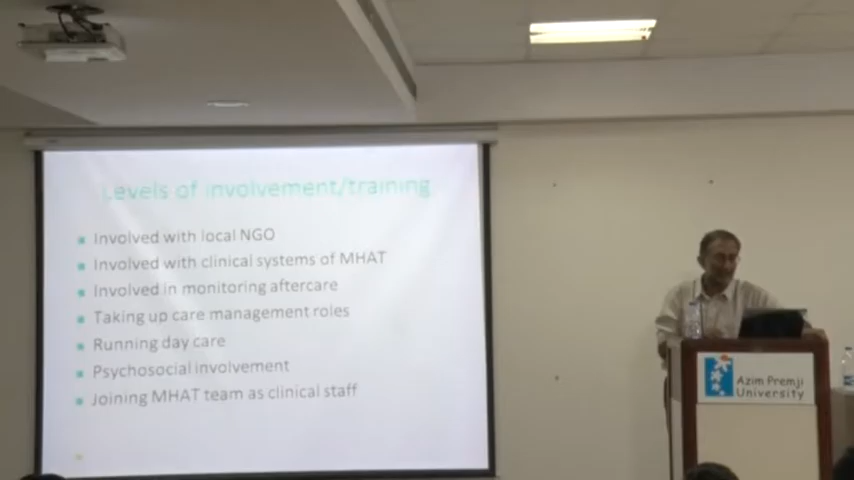 Levels of involvement/training
Involved with local NGO
Involved with clinical systems of MHAT
Involved in monitoring aftercare
Taking up care management roles
Running day care
Psychosocial involvement
Joining MHAT team as clinical staff
Azim Premji
University